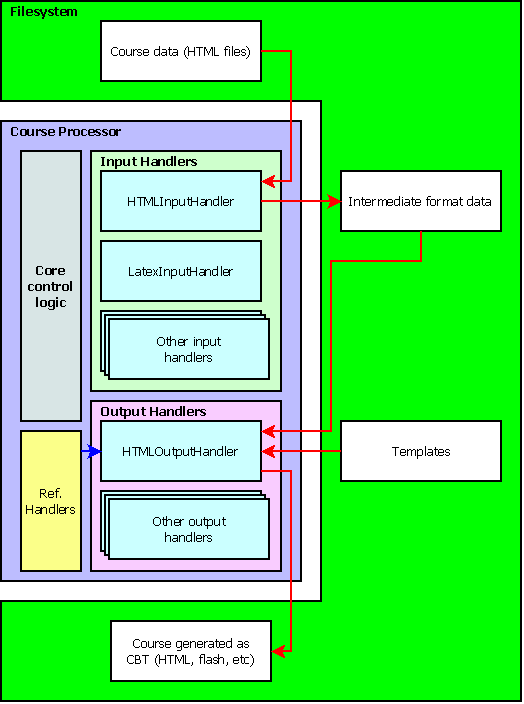 Filesystem
Course data (HTML files)
Course Processor
Core
control
logic
Input Handlers
HTMLInputHandler
Intermediate format data
LatexInputHandler
Other input
handlers
Output Handlers
HTMLOutputHandler
Templates
Ref.
Handlers
Other output
handlers
Course generated as
CBT (HTML, flash, etc)